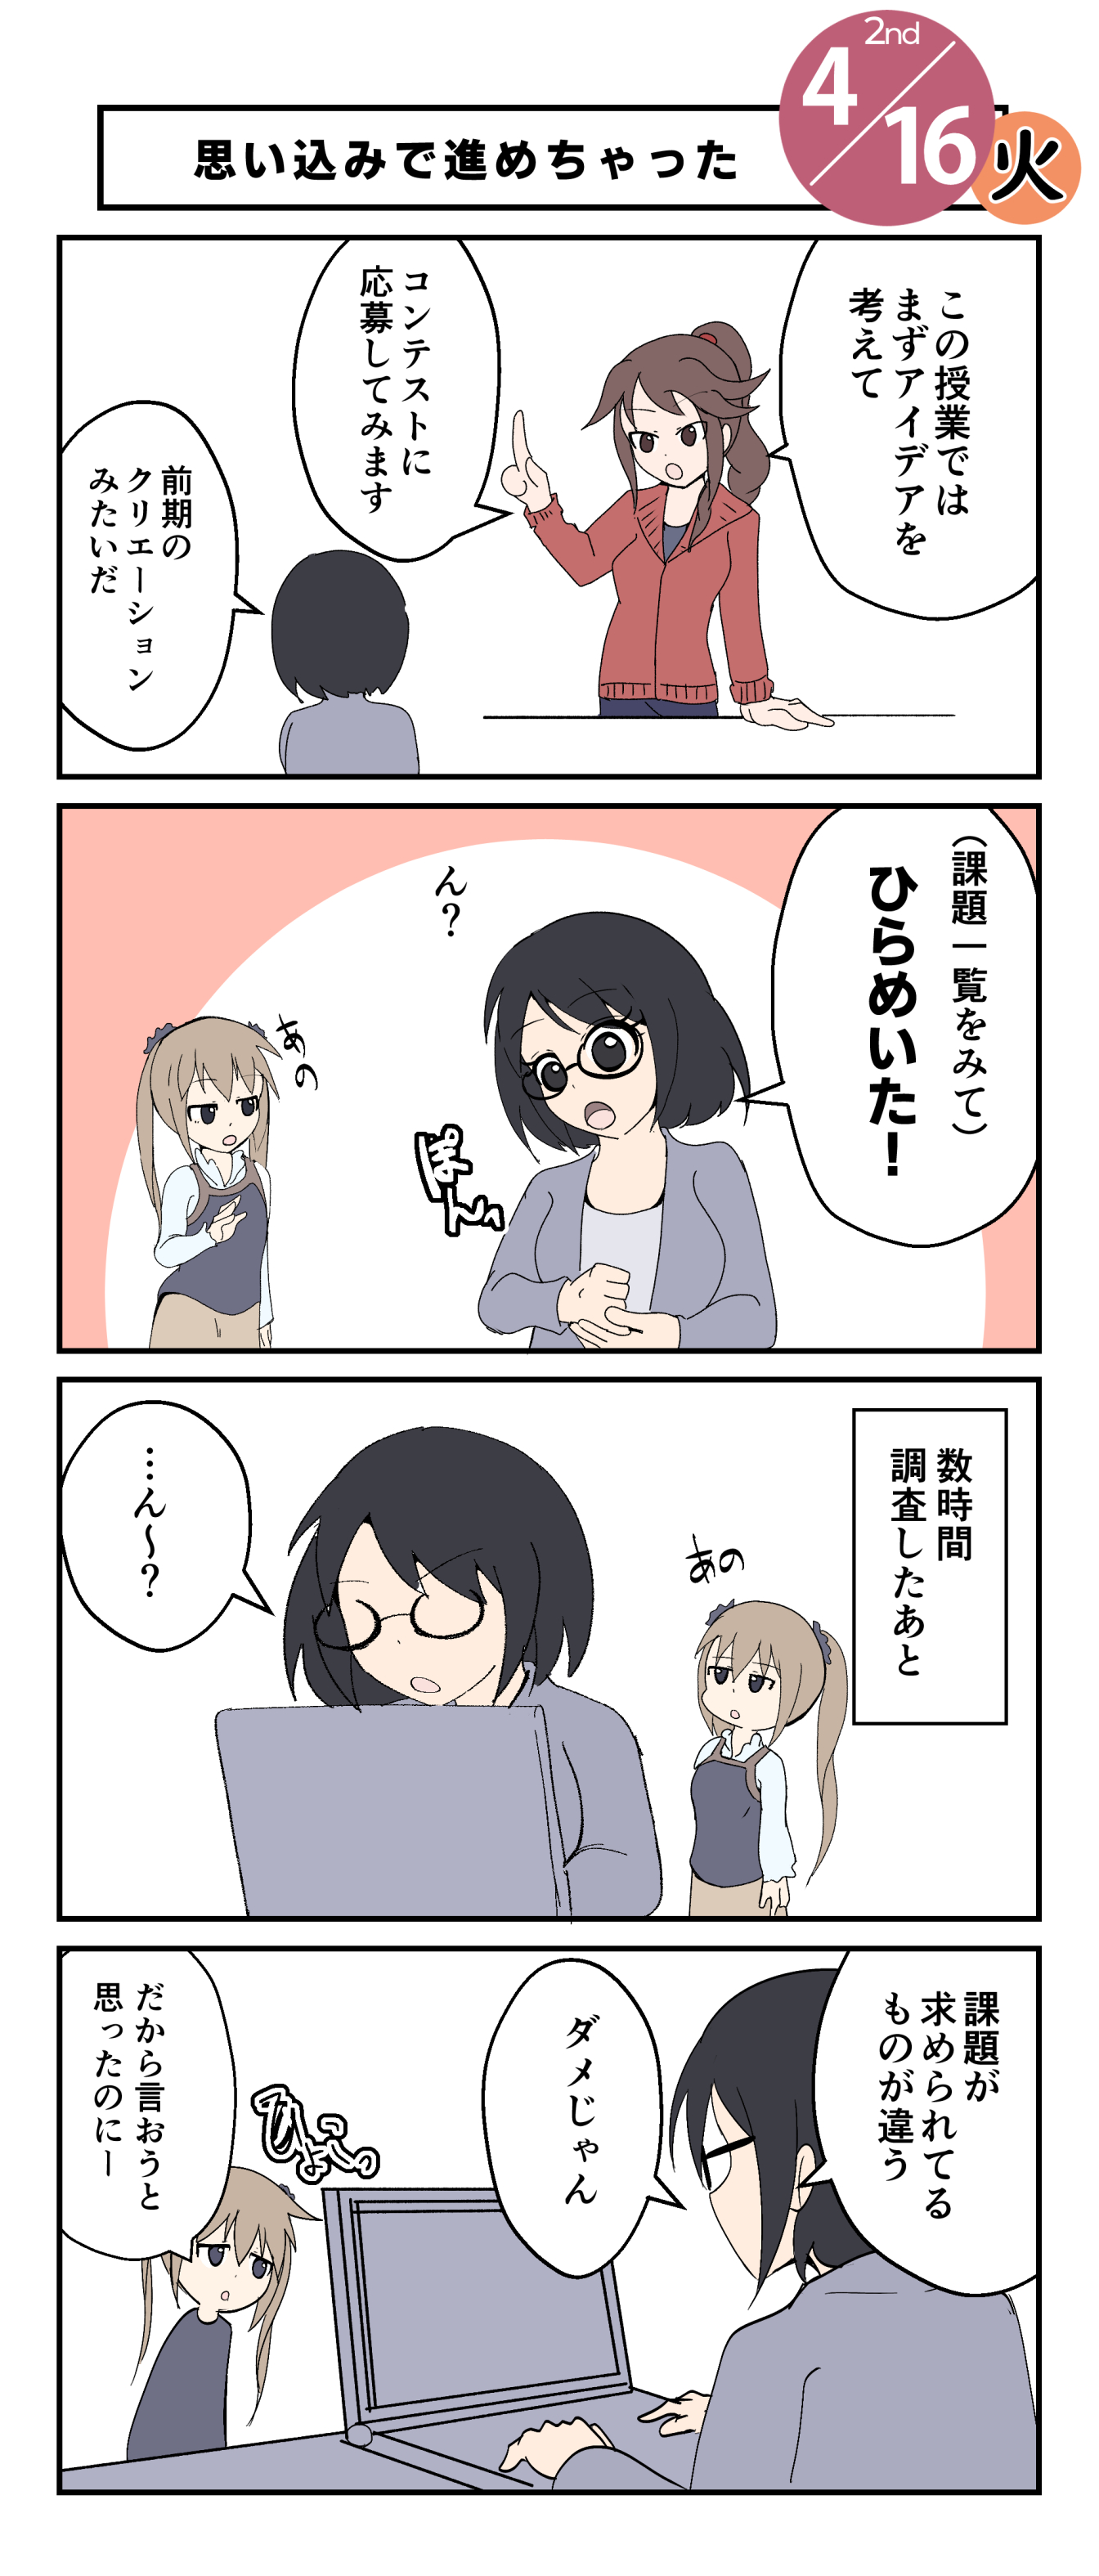 2nd
4/16
火
思い込みで進めちゃった
この授業では
まずアイデアを
考えて
コンテストに
応募してみます
前期の
クリエーション
みたいだ
(課題一覧をみて)
ひらめいた!
ん?
ぽんっ
あの
数時間
調査したあと
あの
…ん〜?
課題が
求められてる
ものが違う
ダメじゃん
ひょこっ
だから言おうと
思ったのにー